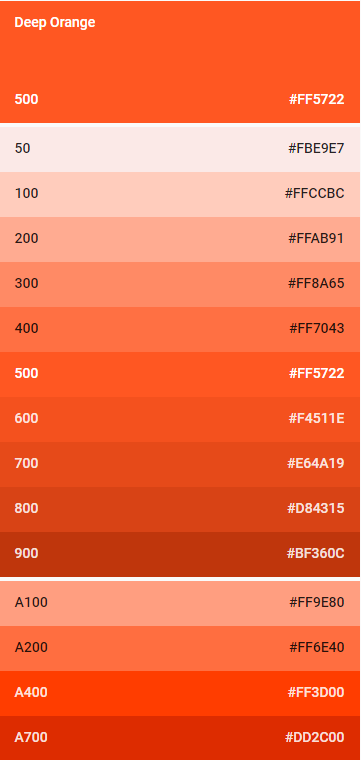 Deep Orange
500 #FF5722
50 #FBE9E7
100 #FFCCBC
200 #FFAB91
300 #FF8A65
400 #FF7043
500 #FF5722
600 #F4511E
700 #E64A19
800 #D84315
900 #BF360C
A100 #FF9E80
A200 #FF6E40
A400 #FF3D00
A700 #DD2C00